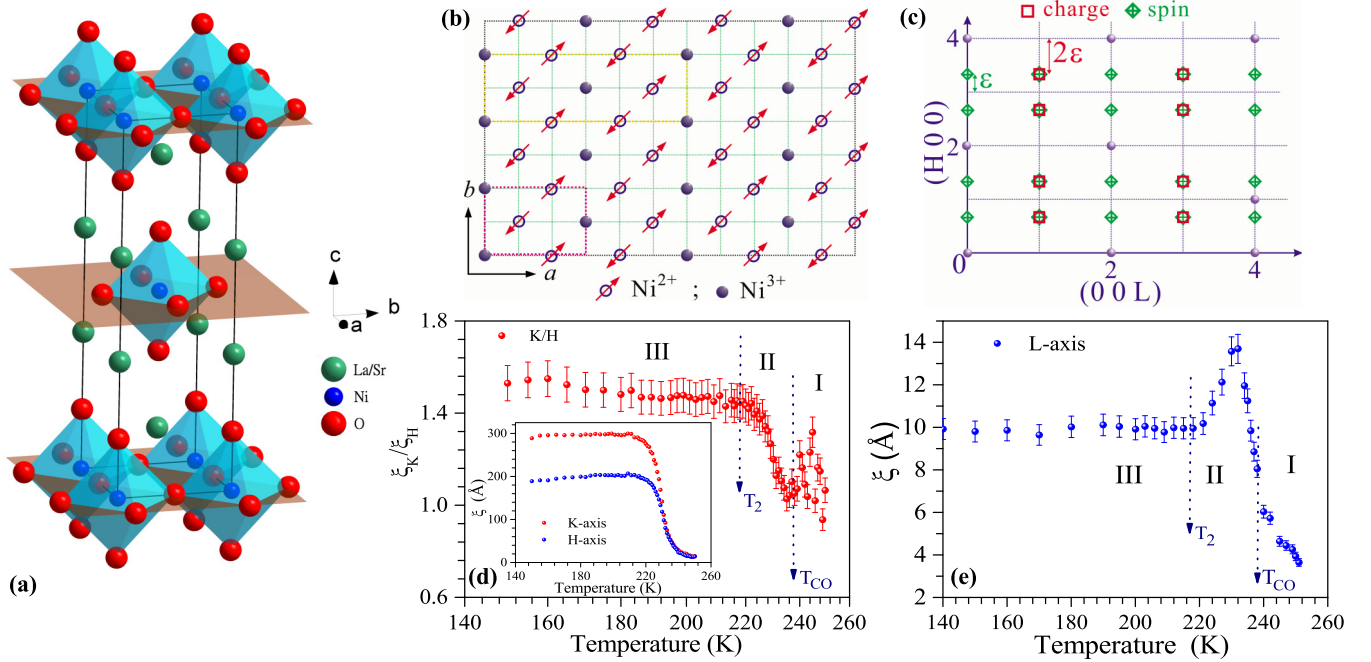 (a)
c
b
a
La/Sr
Ni
O
(b)
b
a
Ni2+ ; Ni3+
(c)
charge
spin
4
2ε
ε
2
0
2
4
(H 0 0)
(0 0 L)
1.8
K/H
III
II
I
1.4
1.0
0.6
ξK/ξH
T2
TCO
300
200
100
0
ξ (Å)
K-axis
H-axis
140 180 220 260
Temperature (K)
(d)
140 160 180 200 220 240 260
Temperature (K)
14
12
10
8
6
4
2
ξ (Å)
L-axis
III
II
I
T2
TCO
(e)
140 160 180 200 220 240 260
Temperature (K)